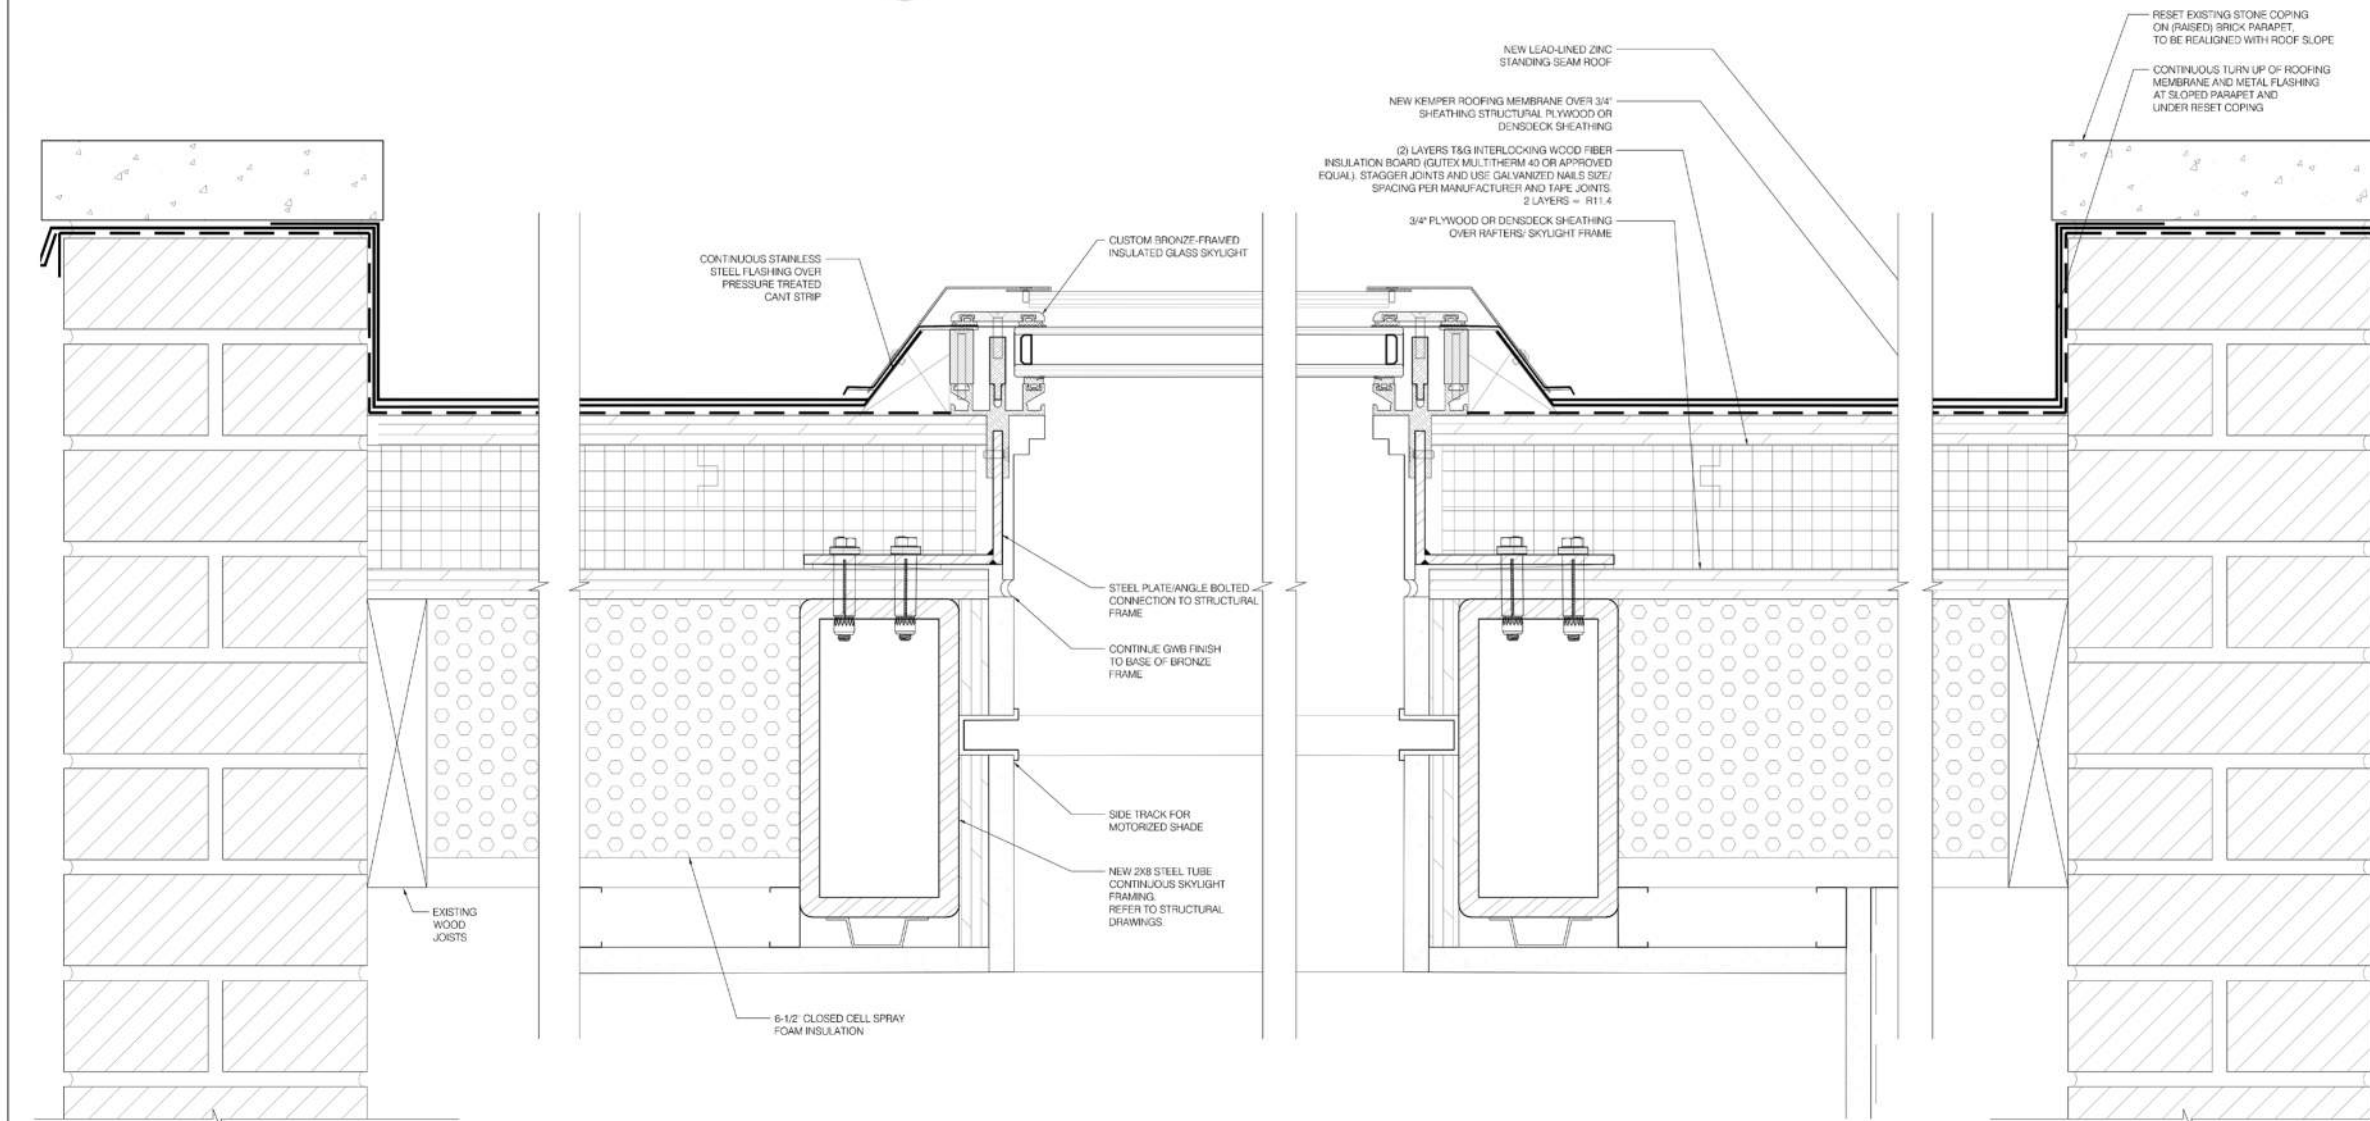 RESET EXISTING STONE COPING
ON (RAISED) BRICK PARAPET,
TO BE REALIGNED WITH ROOF SLOPE
CONTINUOUS TURN UP OF ROOFING
MEMBRANE AND METAL FLASHING
AT SLOPED PARAPET AND
UNDER RESET COPING
NEW LEAD-LINED ZINC
STANDING-SEAM ROOF
NEW KEMPER ROOFING MEMBRANE OVER 3/4"
SHEATHING STRUCTURAL PLYWOOD OR
DENSDECK SHEATHING
(2) LAYERS T&G INTERLOCKING WOOD FIBER
INSULATION BOARD (GUTEX MULTITHERM 40 OR APPROVED
EQUAL). STAGGER JOINTS AND USE GALVANIZED NAILS SIZE/
SPACING PER MANUFACTURER AND TAPE JOINTS.
2 LAYERS = R11.4
3/4" PLYWOOD OR DENSDECK SHEATHING
OVER RAFTERS/ SKYLIGHT FRAME
CUSTOM BRONZE-FRAMED
INSULATED GLASS SKYLIGHT
CONTINUOUS STAINLESS
STEEL FLASHING OVER
PRESSURE TREATED
CANT STRIP
STEEL PLATE/ANGLE BOLTED
CONNECTION TO STRUCTURAL
FRAME
CONTINUE GWB FINISH
TO BASE OF BRONZE
FRAME
SIDE TRACK FOR
MOTORIZED SHADE
NEW 2X8 STEEL TUBE
CONTINUOUS SKYLIGHT
FRAMING.
REFER TO STRUCTURAL
DRAWINGS.
EXISTING
WOOD
JOISTS
6-1/2" CLOSED CELL SPRAY
FOAM INSULATION